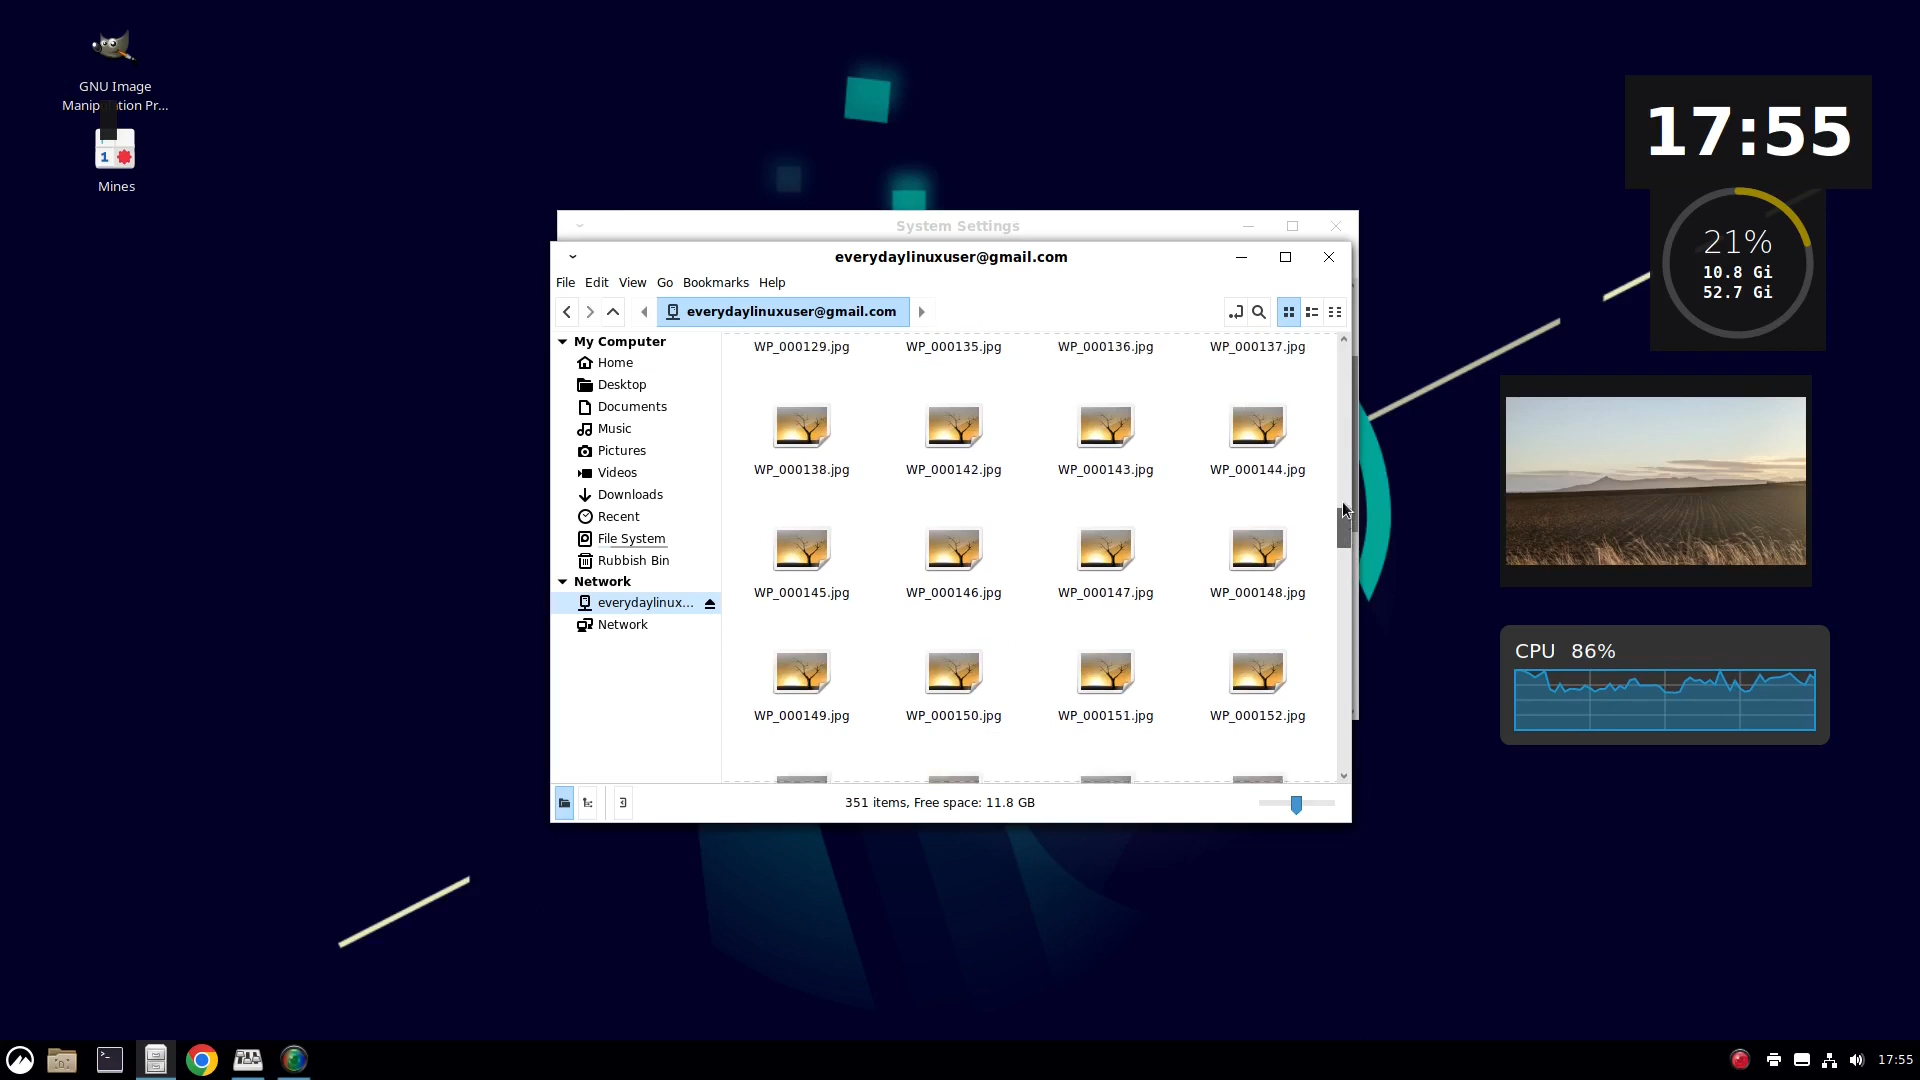 GNU Image
Manipulation Pr...
1
Mines
17:55
21%
10.8 Gi
52.7 Gi
System Settings
everydaylinuxuser@gmail.com
File Edit View Go Bookmarks Help
everydaylinuxuser@gmail.com
My Computer
Home
Desktop
Documents
Music
Pictures
Videos
Downloads
Recent
File System
Rubbish Bin
Network
everydaylinux...
Network
WP_000129.jpg WP_000135.jpg WP_000136.jpg WP_000137.jpg
WP_000138.jpg WP_000142.jpg WP_000143.jpg WP_000144.jpg
WP_000145.jpg WP_000146.jpg WP_000147.jpg WP_000148.jpg
WP_000149.jpg WP_000150.jpg WP_000151.jpg WP_000152.jpg
351 items, Free space: 11.8 GB
CPU 86%
17:55